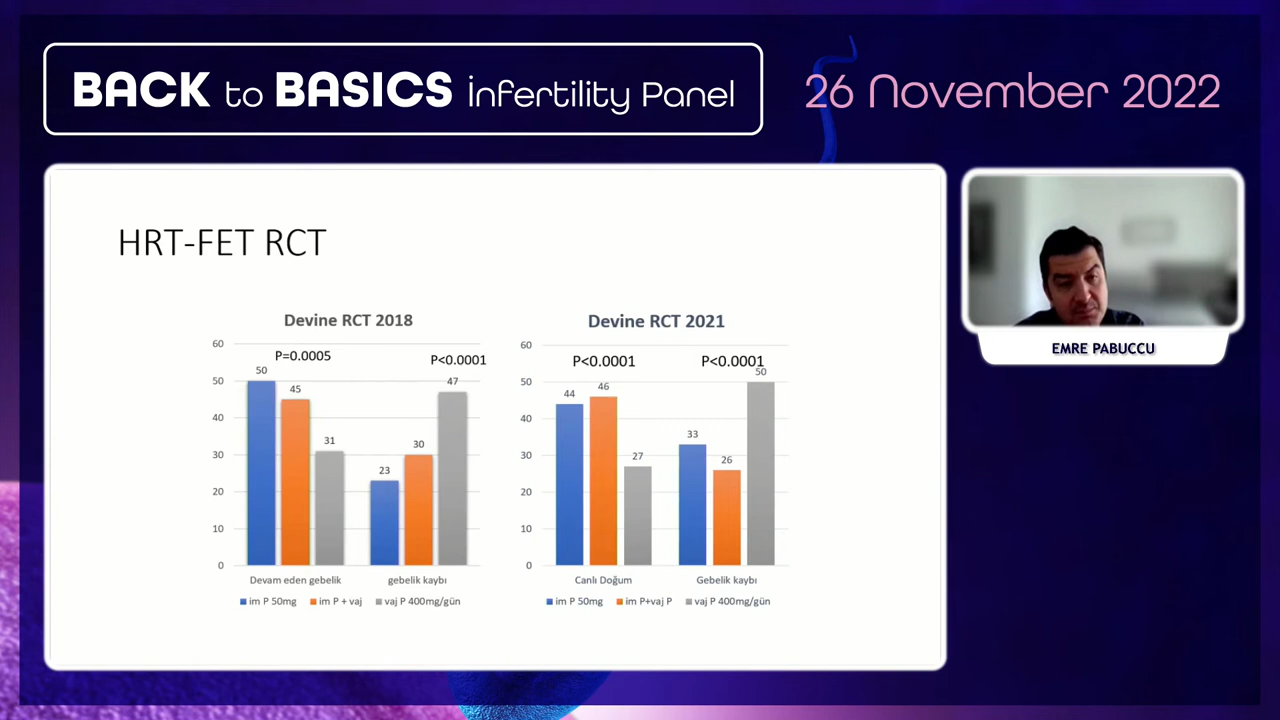 BACK to BASICS İnfertility Panel
26 November 2022
HRT-FET RCT
Devine RCT 2018
60
50
40
30
20
10
0
P=0.0005
P<0.0001
50
45
31
23
30
47
Devam eden gebelik
gebelik kaybı
im P 50mg
im P + vaj
vaj P 400mg/gün
Devine RCT 2021
60
50
40
30
20
10
0
P<0.0001
P<0.0001
44
46
27
33
26
50
Canlı Doğum
Gebelik kaybı
im P 50mg
im P+vaj P
vaj P 400mg/gün
EMRE PABUCCU